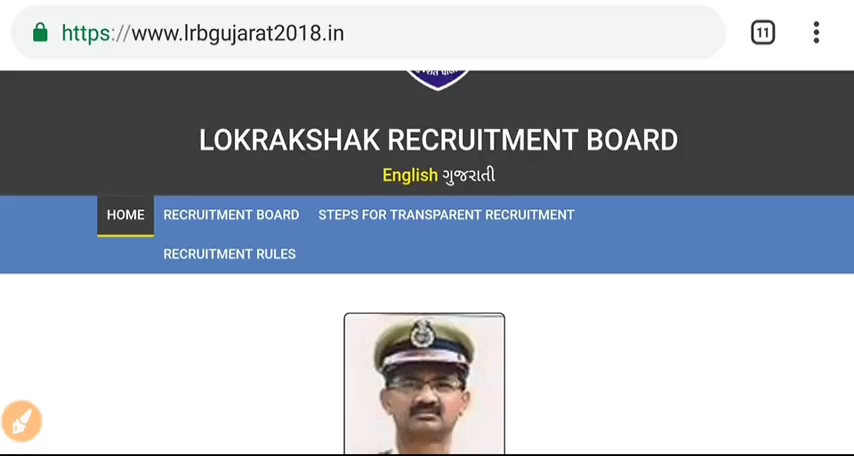 https://www.lrbgujarat2018.in
11
LOKRAKSHAK RECRUITMENT BOARD
English ગુજરાતી
HOME RECRUITMENT BOARD STEPS FOR TRANSPARENT RECRUITMENT
RECRUITMENT RULES